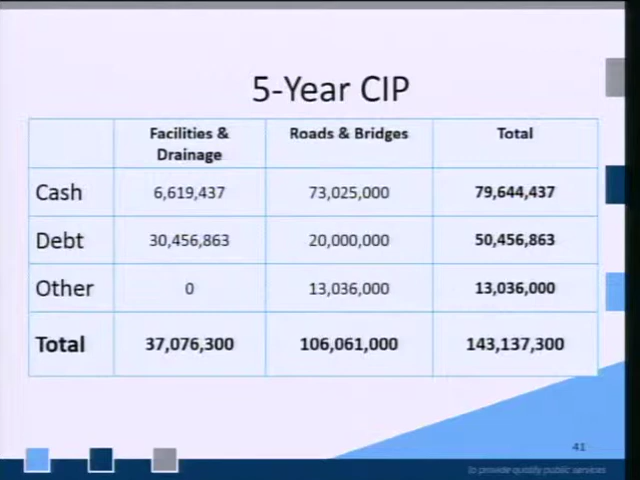 5-Year CIP
Facilities & Drainage Roads & Bridges Total
Cash 6,619,437 73,025,000 79,644,437
Debt 30,456,863 20,000,000 50,456,863
Other 0 13,036,000 13,036,000
Total 37,076,300 106,061,000 143,137,300
41
to provide quality public services